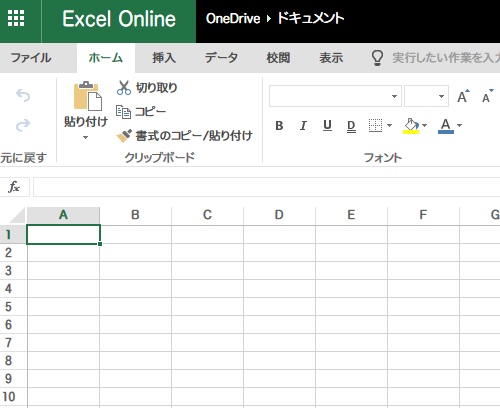 Excel Online OneDrive ▸ ドキュメント
ファイル ホーム 挿入 データ 校閲 表示 実行したい作業を入
切り取り
コピー
貼り付け
書式のコピー/貼り付け
A A
B I U D A
元に戻す クリップボード フォント
fx
A B C D E F G
1
2
3
4
5
6
7
8
9
10